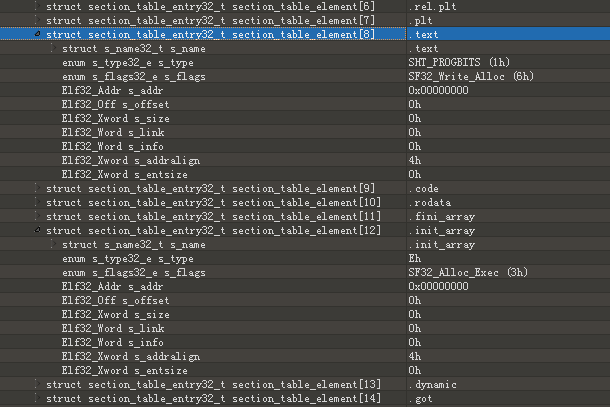 struct section_table_entry32_t section_table_element[6] .rel.plt
struct section_table_entry32_t section_table_element[7] .plt
struct section_table_entry32_t section_table_element[8] .text
struct s_name32_t s_name .text
enum s_type32_e s_type SHT_PROGBITS (1h)
enum s_flags32_e s_flags SF32_Write_Alloc (6h)
Elf32_Addr s_addr 0x00000000
Elf32_Off s_offset 0h
Elf32_Xword s_size 0h
Elf32_Word s_link 0h
Elf32_Word s_info 0h
Elf32_Xword s_addralign 4h
Elf32_Xword s_entsize 0h
struct section_table_entry32_t section_table_element[9] .code
struct section_table_entry32_t section_table_element[10] .rodata
struct section_table_entry32_t section_table_element[11] .fini_array
struct section_table_entry32_t section_table_element[12] .init_array
struct s_name32_t s_name .init_array
enum s_type32_e s_type Eh
enum s_flags32_e s_flags SF32_Alloc_Exec (3h)
Elf32_Addr s_addr 0x00000000
Elf32_Off s_offset 0h
Elf32_Xword s_size 0h
Elf32_Word s_link 0h
Elf32_Word s_info 0h
Elf32_Xword s_addralign 4h
Elf32_Xword s_entsize 0h
struct section_table_entry32_t section_table_element[13] .dynamic
struct section_table_entry32_t section_table_element[14] .got